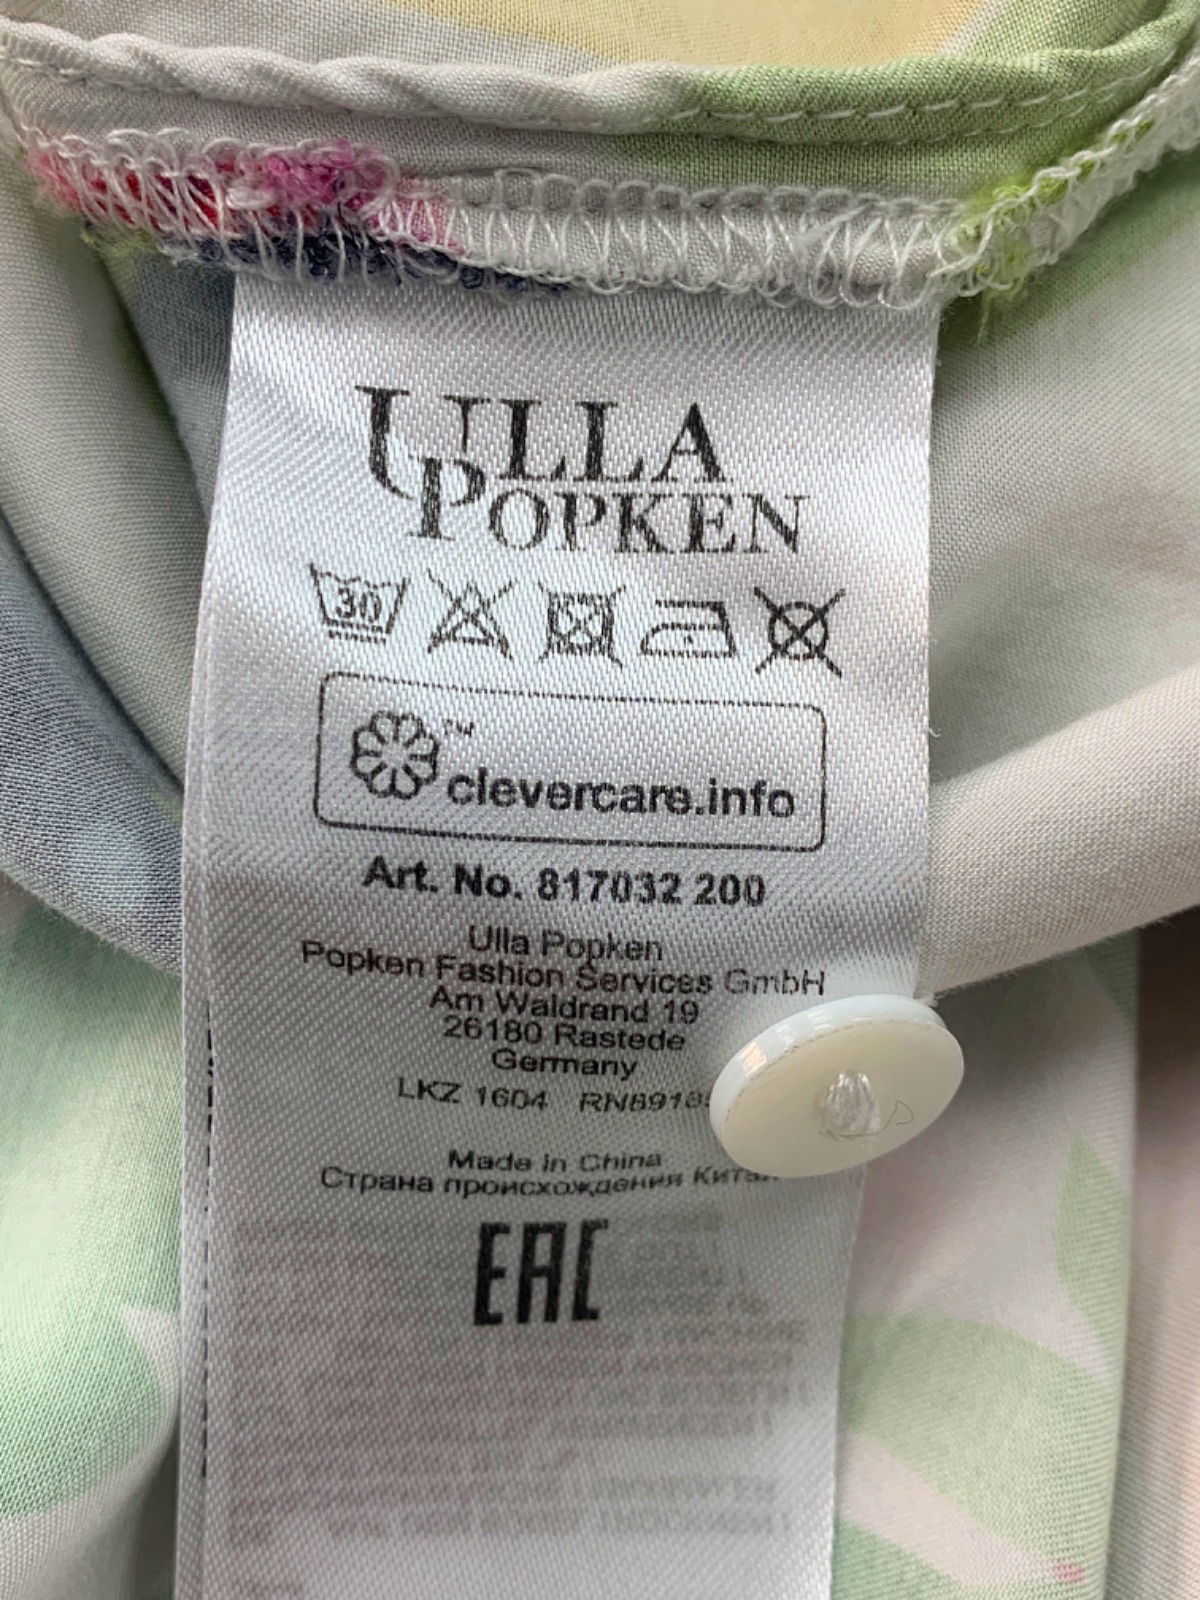 ULLA
POPKEN
30
™
clevercare.info
Art. No. 817032 200
Ulla Popken
Popken Fashion Services GmbH
Am Waldrand 19
26180 Rastede
Germany
LKZ 1604
Made in China
Страна происхождения
EAC